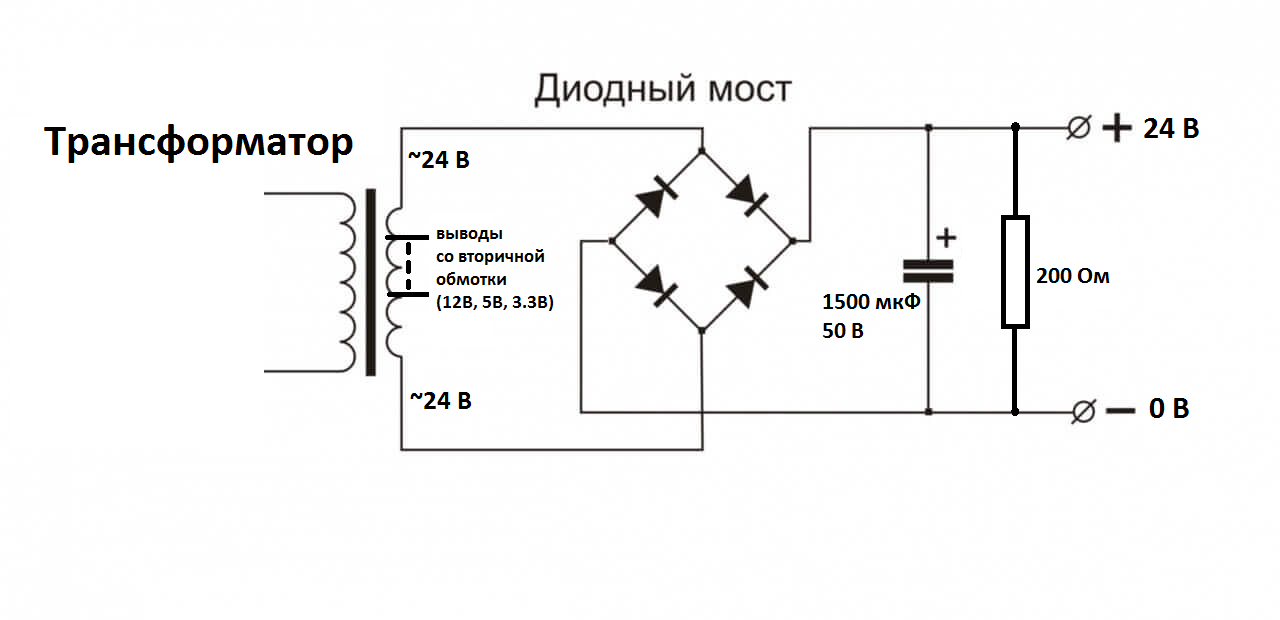 Диодный мост
Трансформатор
~24 В
выводы
со вторичной
обмотки
(12В, 5В, 3.3В)
~24 В
+
1500 мкФ
50 В
200 Ом
+ 24 В
− 0 В